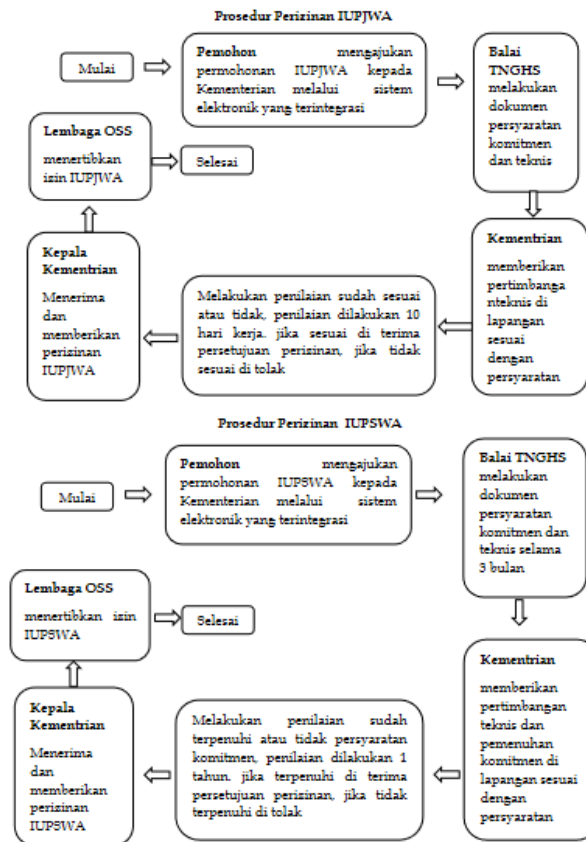 Prosedur Perizinan IUPJWA
Mulai
Pemohon mengajukan
permohonan IUPJWA kepada
Kementerian melalui sistem
elektronik yang terintegrasi
Balai
TNGHS
melakukan
dokumen
persyaratan
komitmen
dan teknis
Kementrian
memberikan
pertimbanga
nteknis di
lapangan
sesuai
dengan
persyaratan
Melakukan penilaian sudah sesuai
atau tidak, penilaian dilakukan 10
hari kerja. jika sesuai di terima
persetujuan perizinan, jika tidak
sesuai di tolak
Kepala
Kementrian
Menerima
dan
memberikan
perizinan
IUPJWA
Lembaga OSS
menertibkan
izin IUPJWA
Selesai
Prosedur Perizinan IUPSWA
Mulai
Pemohon mengajukan
permohonan IUPSWA kepada
Kementerian melalui sistem
elektronik yang terintegrasi
Balai TNGHS
melakukan
dokumen
persyaratan
komitmen dan
teknis selama
3 bulan
Kementrian
memberikan
pertimbangan
teknis dan
pemenuhan
komitmen di
lapangan sesuai
dengan
persyaratan
Melakukan penilaian sudah
terpenuhi atau tidak persyaratan
komitmen, penilaian dilakukan 1
tahun. jika terpenuhi di terima
persetujuan perizinan, jika tidak
terpenuhi di tolak
Kepala
Kementrian
Menerima
dan
memberikan
perizinan
IUPSWA
Lembaga OSS
menertibkan izin
IUPSWA
Selesai